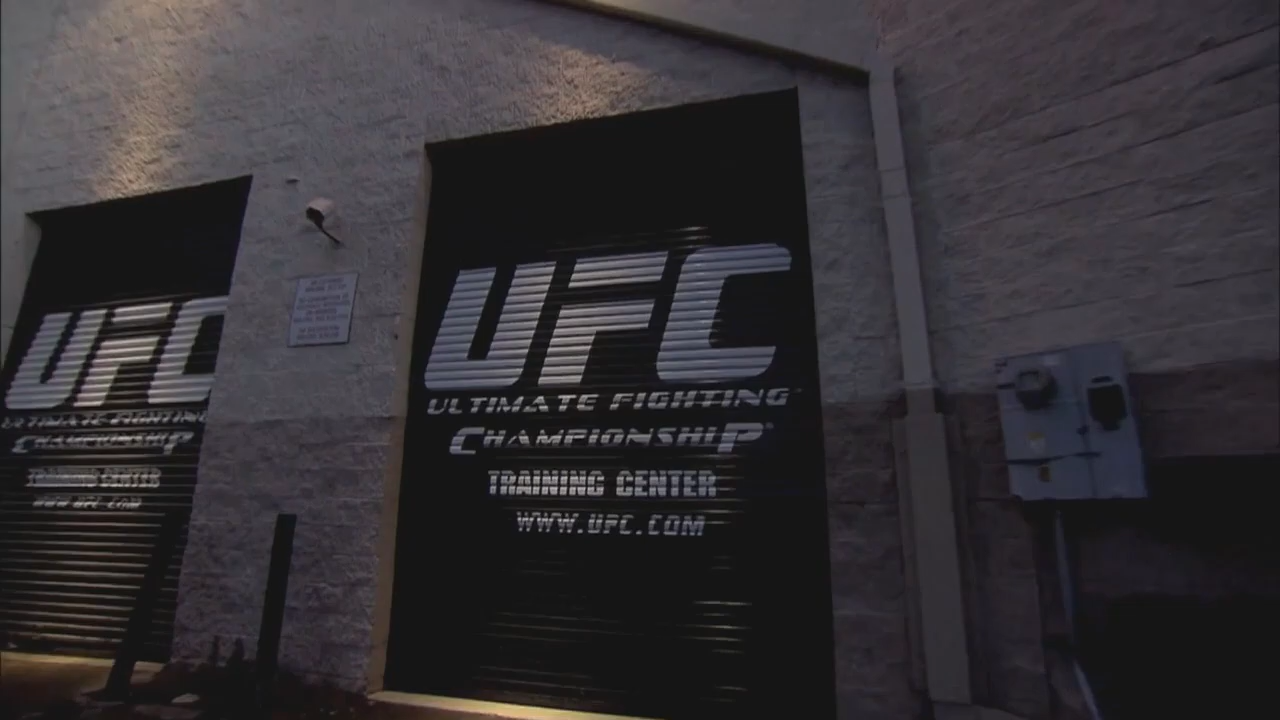 UFC
ULTIMATE FIGHTING
CHAMPIONSHIP
TRAINING CENTER
WWW.UFC.COM
UFC
ULTIMATE FIGHTING
CHAMPIONSHIP
TRAINING CENTER
WWW.UFC.COM